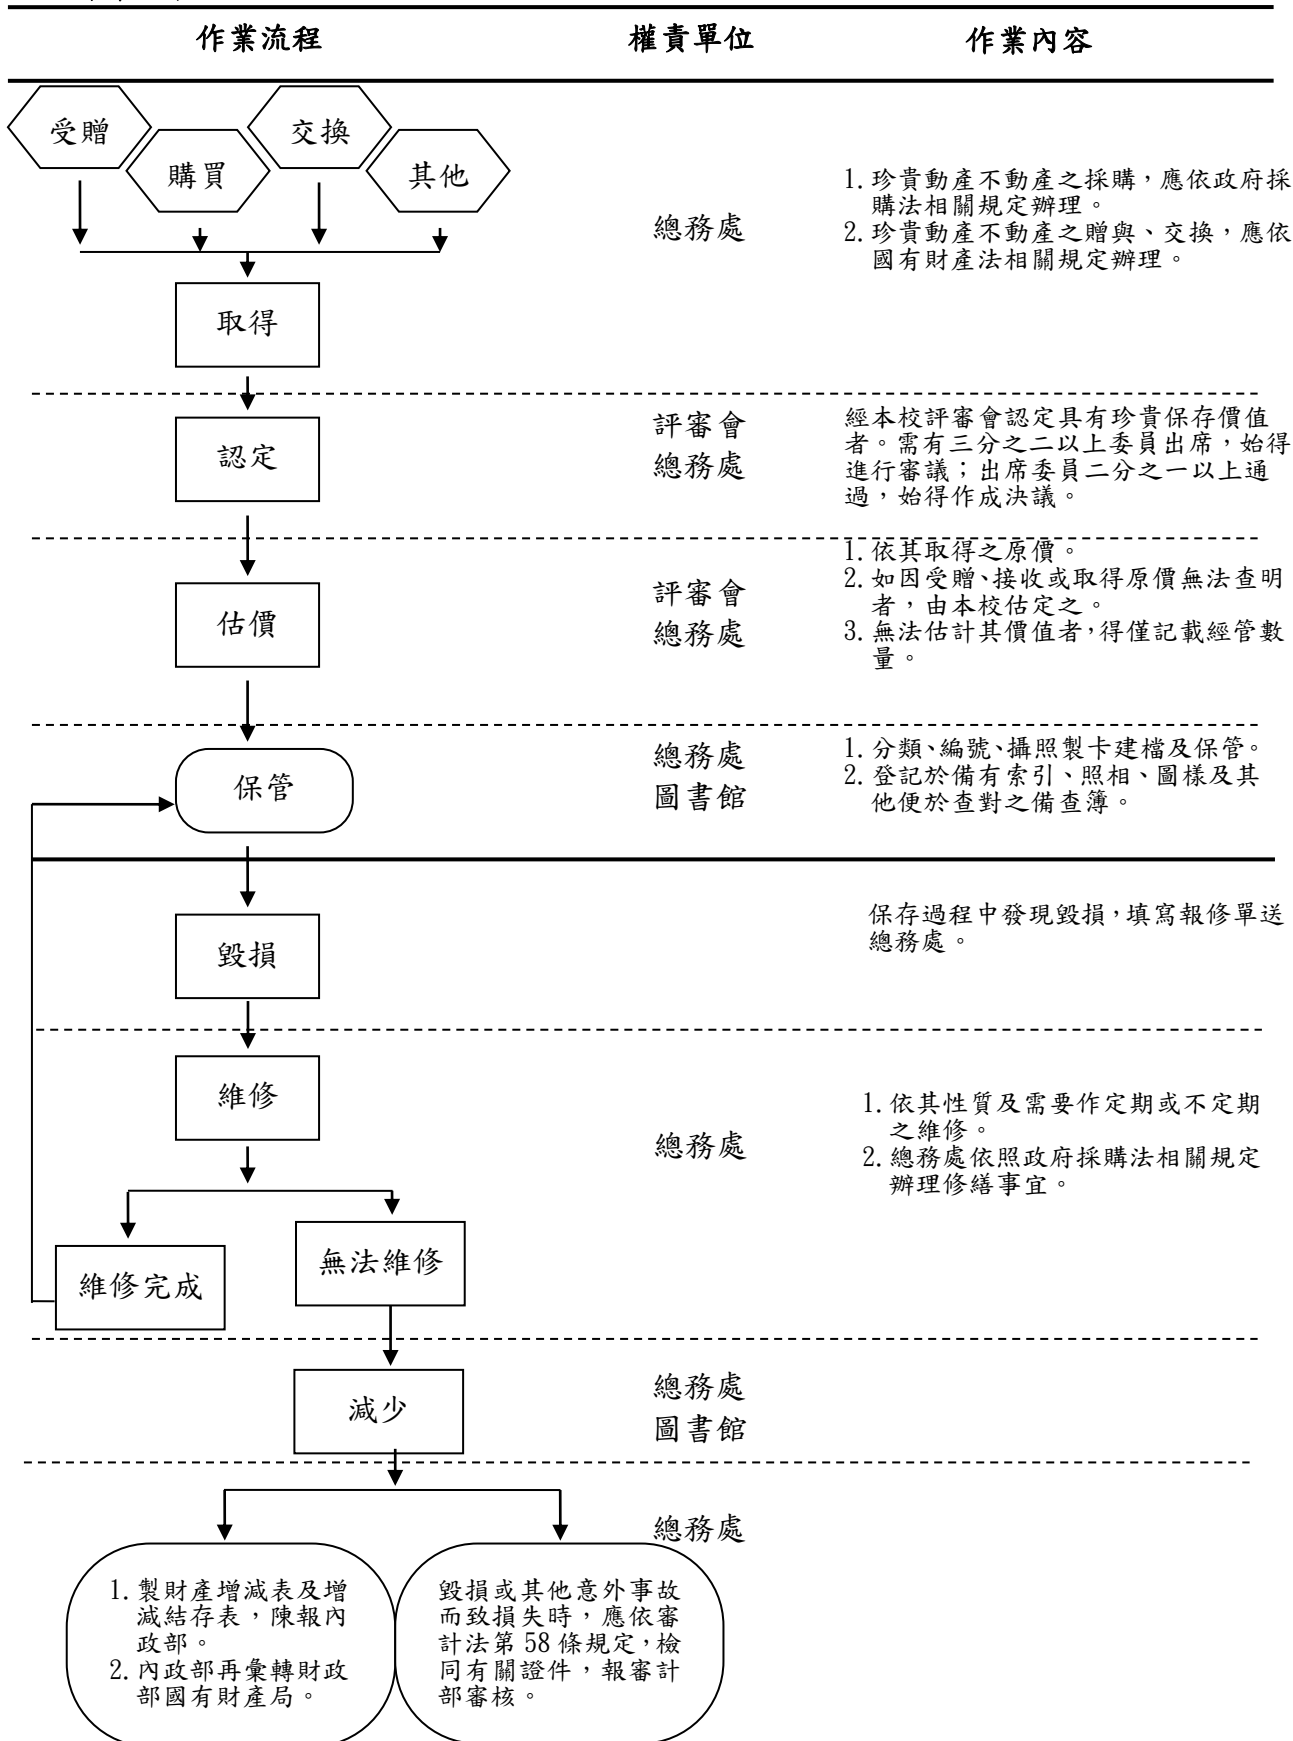 作業流程 權責單位 作業內容
受贈
購買
交換
其他
總務處
1. 珍貴動產不動產之採購，應依政府採
購法相關規定辦理。
2. 珍貴動產不動產之贈與、交換，應依
國有財產法相關規定辦理。
取得
認定
評審會
總務處
經本校評審會認定具有珍貴保存價值
者。需有三分之二以上委員出席，始得
進行審議；出席委員二分之一以上通
過，始得作成決議。
估價
評審會
總務處
1. 依其取得之原價。
2. 如因受贈、接收或取得原價無法查明
者，由本校估定之。
3. 無法估計其價值者，得僅記載經管數
量。
保管
總務處
圖書館
1. 分類、編號、攝照製卡建檔及保管。
2. 登記於備有索引、照相、圖樣及其
他便於查對之備查簿。
毀損
保存過程中發現毀損，填寫報修單送
總務處。
維修
總務處
1. 依其性質及需要作定期或不定期
之維修。
2. 總務處依照政府採購法相關規定
辦理修繕事宜。
維修完成
無法維修
減少
總務處
圖書館
總務處
1. 製財產增減表及增
減結存表，陳報內
政部。
2. 內政部再彙轉財政
部國有財產局。
毀損或其他意外事故
而致損失時，應依審
計法第 58 條規定，檢
同有關證件，報審計
部審核。